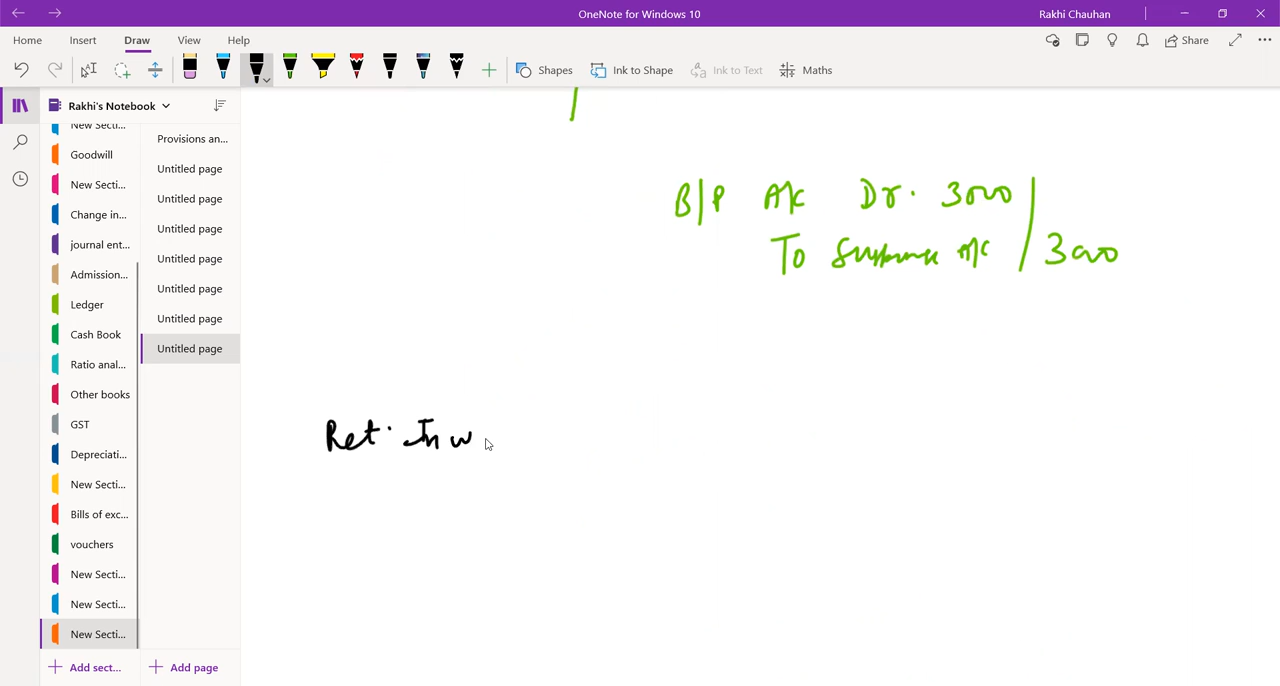 OneNote for Windows 10
Rakhi Chauhan
Home Insert Draw View Help
Share
Shapes Ink to Shape Ink to Text Maths
Rakhi's Notebook
New Secti...
Goodwill
New Secti...
Change in...
journal ent...
Admission...
Ledger
Cash Book
Ratio anal...
Other books
GST
Depreciati...
New Secti...
Bills of exc...
vouchers
New Secti...
New Secti...
New Secti...
Add sect...
Provisions an...
Untitled page
Untitled page
Untitled page
Untitled page
Untitled page
Untitled page
Untitled page
Add page
B/P A/c Dr. 3000
To Suspense A/c 3000
Ret. Inw